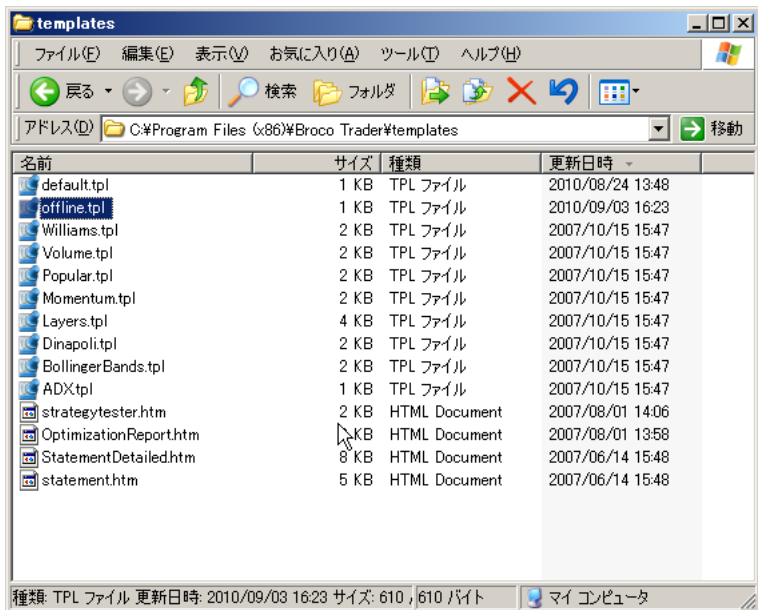 templates
ファイル(F) 編集(E) 表示(V) お気に入り(A) ツール(T) ヘルプ(H)
戻る 検索 フォルダ
アドレス(D) C:¥Program Files (x86)¥Broco Trader¥templates 移動
名前 サイズ 種類 更新日時
default.tpl 1 KB TPL ファイル 2010/08/24 13:48
offline.tpl 1 KB TPL ファイル 2010/09/03 16:23
Williams.tpl 2 KB TPL ファイル 2007/10/15 15:47
Volume.tpl 2 KB TPL ファイル 2007/10/15 15:47
Popular.tpl 2 KB TPL ファイル 2007/10/15 15:47
Momentum.tpl 2 KB TPL ファイル 2007/10/15 15:47
Layers.tpl 4 KB TPL ファイル 2007/10/15 15:47
Dinapoli.tpl 2 KB TPL ファイル 2007/10/15 15:47
BollingerBands.tpl 2 KB TPL ファイル 2007/10/15 15:47
ADX.tpl 1 KB TPL ファイル 2007/10/15 15:47
strategytester.htm 2 KB HTML Document 2007/08/01 14:06
OptimizationReport.htm KB HTML Document 2007/08/01 13:58
StatementDetailed.htm 8 KB HTML Document 2007/06/14 15:48
statement.htm 5 KB HTML Document 2007/06/14 15:48
種類: TPL ファイル 更新日時: 2010/09/03 16:23 サイズ: 610 610 バイト マイ コンピュータ